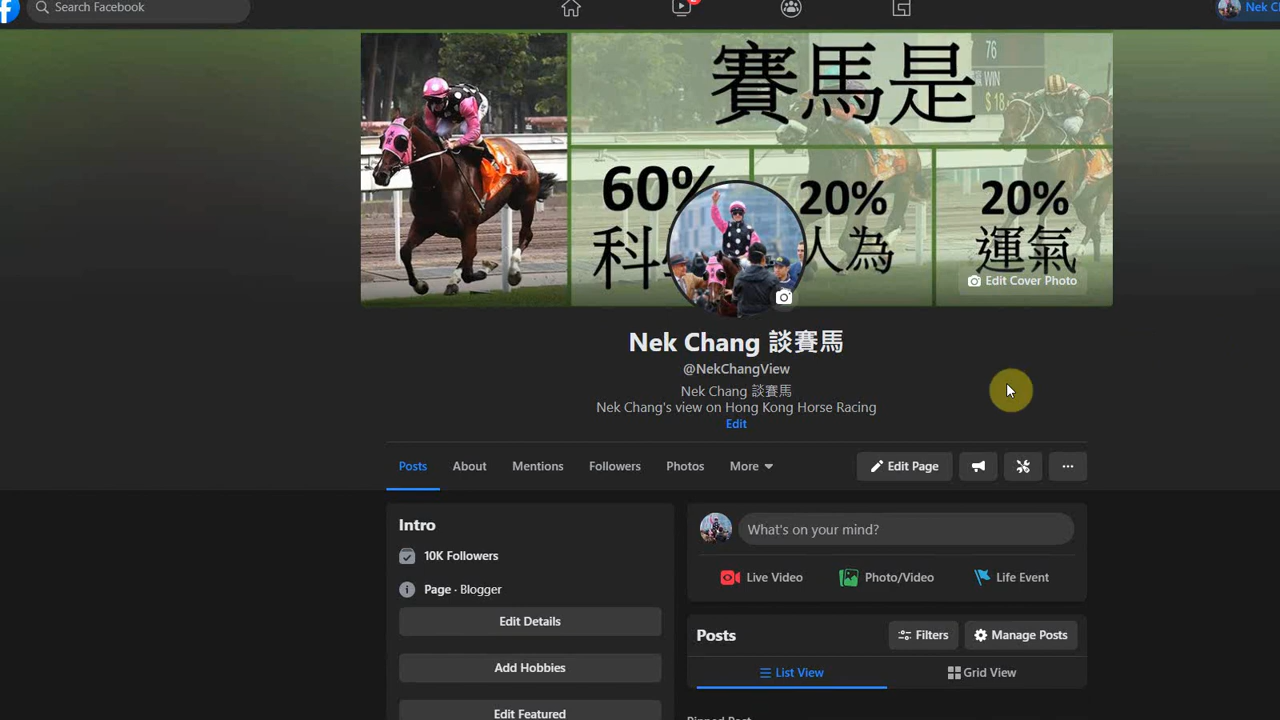 Search Facebook
Nek
賽馬是
76
WIN
60%
20%
20%
科
人為
運氣
Edit Cover Photo
Nek Chang 談賽馬
@NekChangView
Nek Chang 談賽馬
Nek Chang's view on Hong Kong Horse Racing
Edit
Posts
About
Mentions
Followers
Photos
More
Edit Page
Intro
10K Followers
Page · Blogger
Edit Details
Add Hobbies
Edit Featured
What's on your mind?
Live Video
Photo/Video
Life Event
Posts
Filters
Manage Posts
List View
Grid View